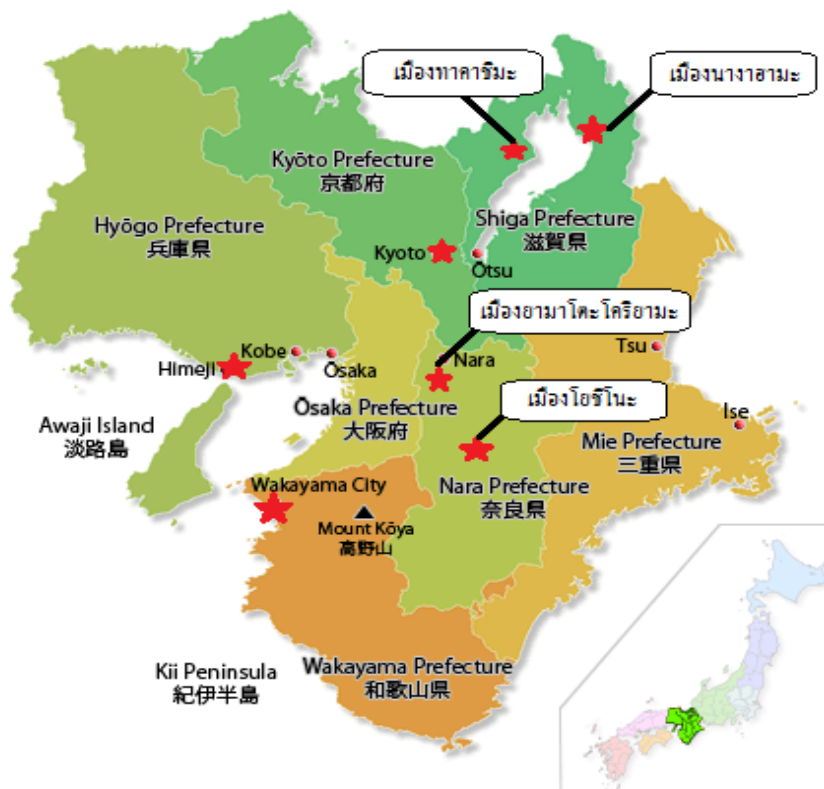 เมืองทาคาชิมะ
เมืองนางาฮามะ
Kyōto Prefecture
京都府
Hyōgo Prefecture
兵庫県
Shiga Prefecture
滋賀県
Kyoto
Ōtsu
เมืองยามาโตะโคริยามะ
Kobe
Himeji
Ōsaka
Nara
Tsu
เมืองโยชิโนะ
Awaji Island
淡路島
Ōsaka Prefecture
大阪府
Ise
Mie Prefecture
三重県
Wakayama City
Nara Prefecture
奈良県
Mount Kōya
高野山
Kii Peninsula
紀伊半島
Wakayama Prefecture
和歌山県